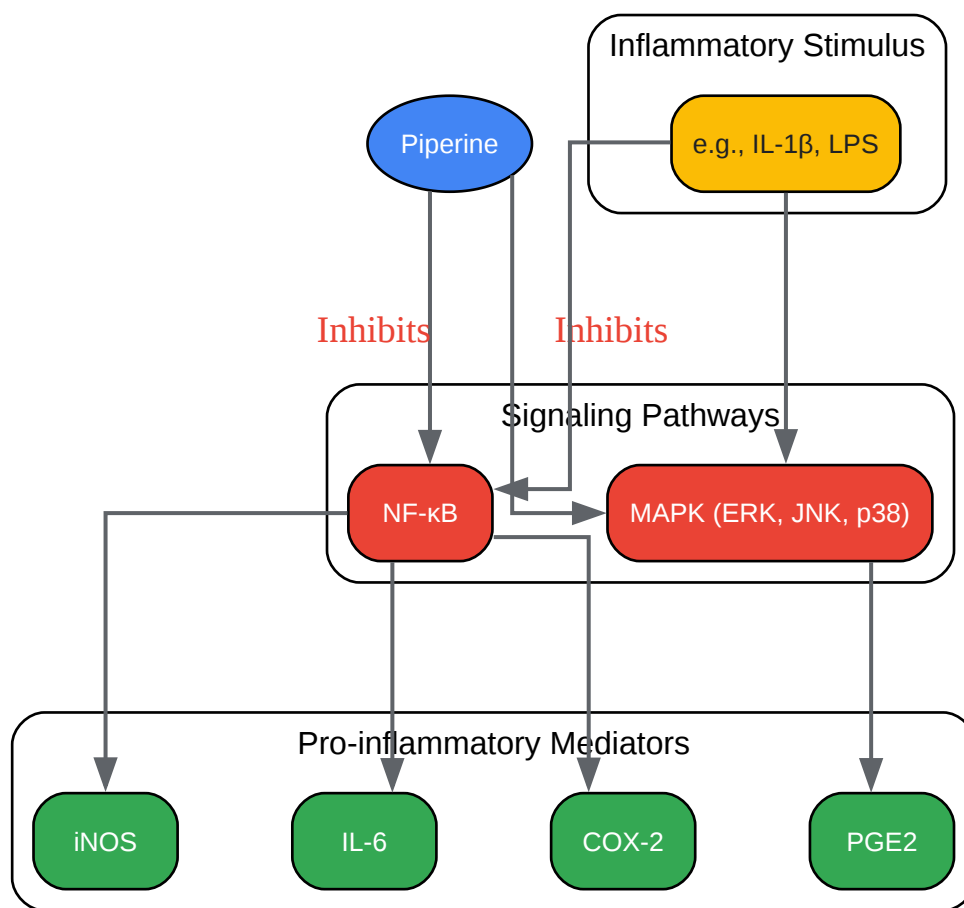 Inflammatory Stimulus
Piperine
e.g., IL-1β, LPS
Inhibits
Inhibits
Signaling Pathways
NF-κB
MAPK (ERK, JNK, p38)
Pro-inflammatory Mediators
iNOS
IL-6
COX-2
PGE2